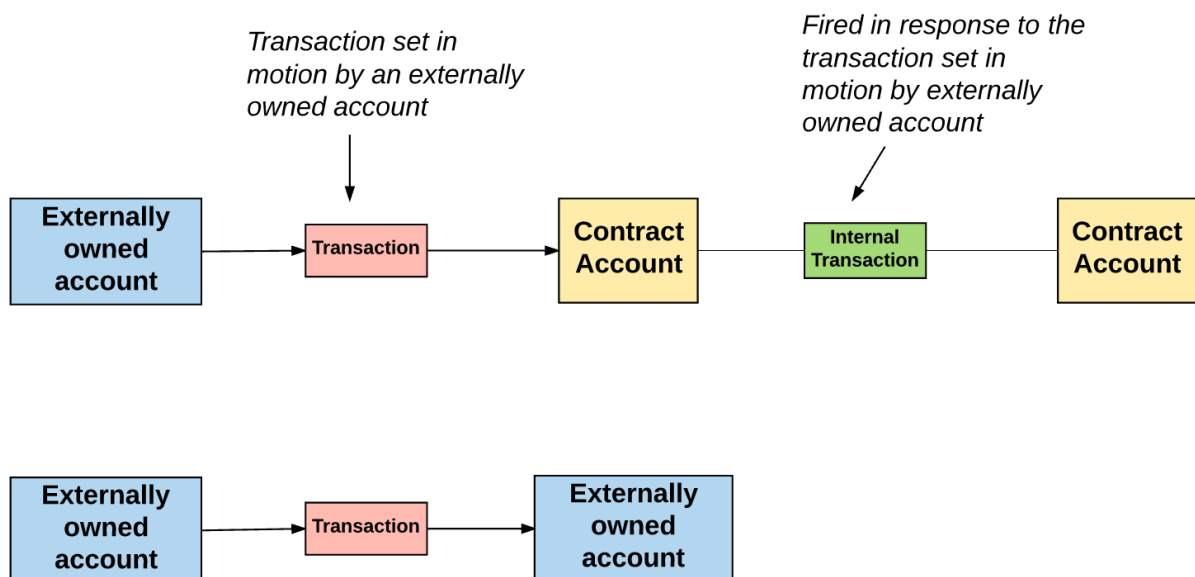 Transaction set in
motion by an externally
owned account
Fired in response to the
transaction set in
motion by externally
owned account
Externally
owned
account
Transaction
Contract
Account
Internal
Transaction
Contract
Account
Externally
owned
account
Transaction
Externally
owned
account